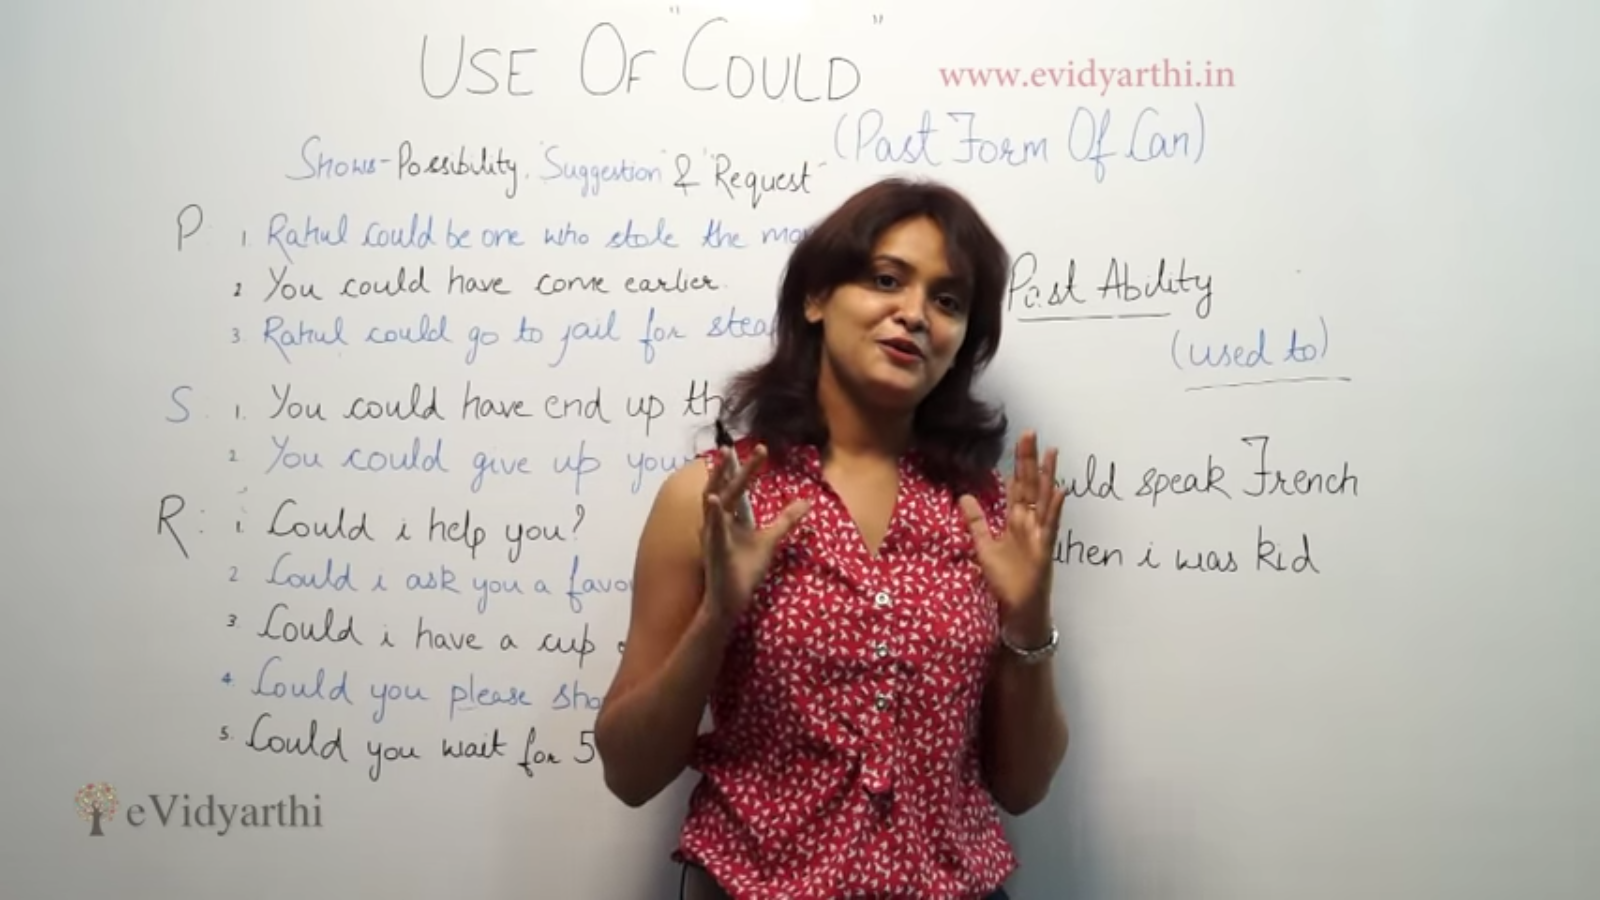 USE OF "COULD"
www.evidyarthi.in
(Past Form Of Can)
Shows-Possibility, "Suggestion" & "Request"
P 1. Rahul could be one who stole the
2 You could have come earlier.
3. Rahul could go to jail for
Past Ability
(used to)
S. 1. You could have end up
2. You could give up
speak French
R: 1. Could i help you?
when i was kid
2 Could i ask you a
3. Could i have a cup
4. Could you please
5. Could you wait for 5
eVidyarthi